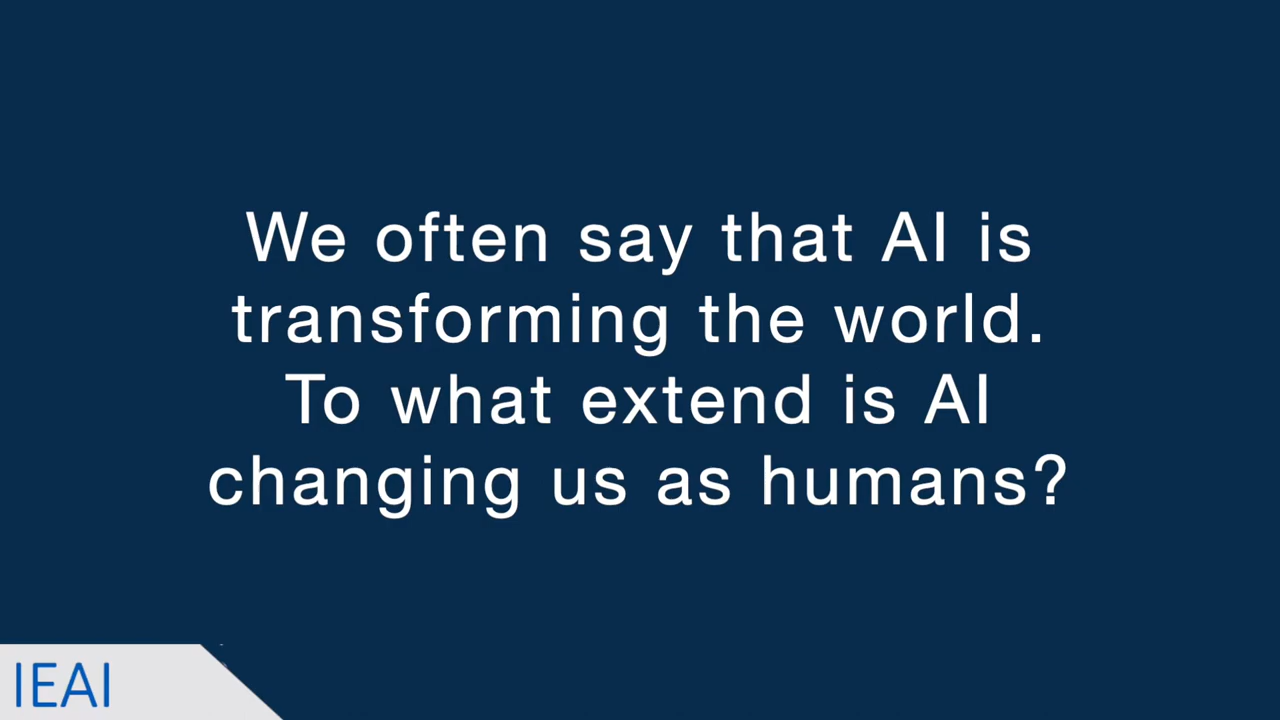 We often say that AI is
transforming the world.
To what extend is AI
changing us as humans?
IEAI